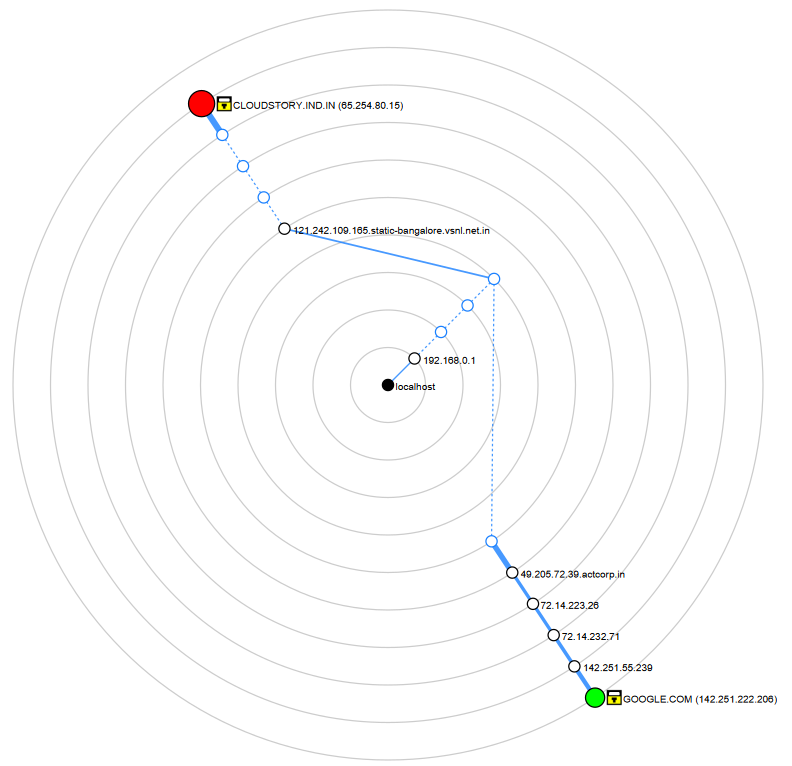 CLOUDSTORY.IND.IN (65.254.80.15)
121.242.109.165.static-bangalore.vsnl.net.in
192.168.0.1
localhost
49.205.72.39.actcorp.in
72.14.223.26
72.14.232.71
142.251.55.239
GOOGLE.COM (142.251.222.206)